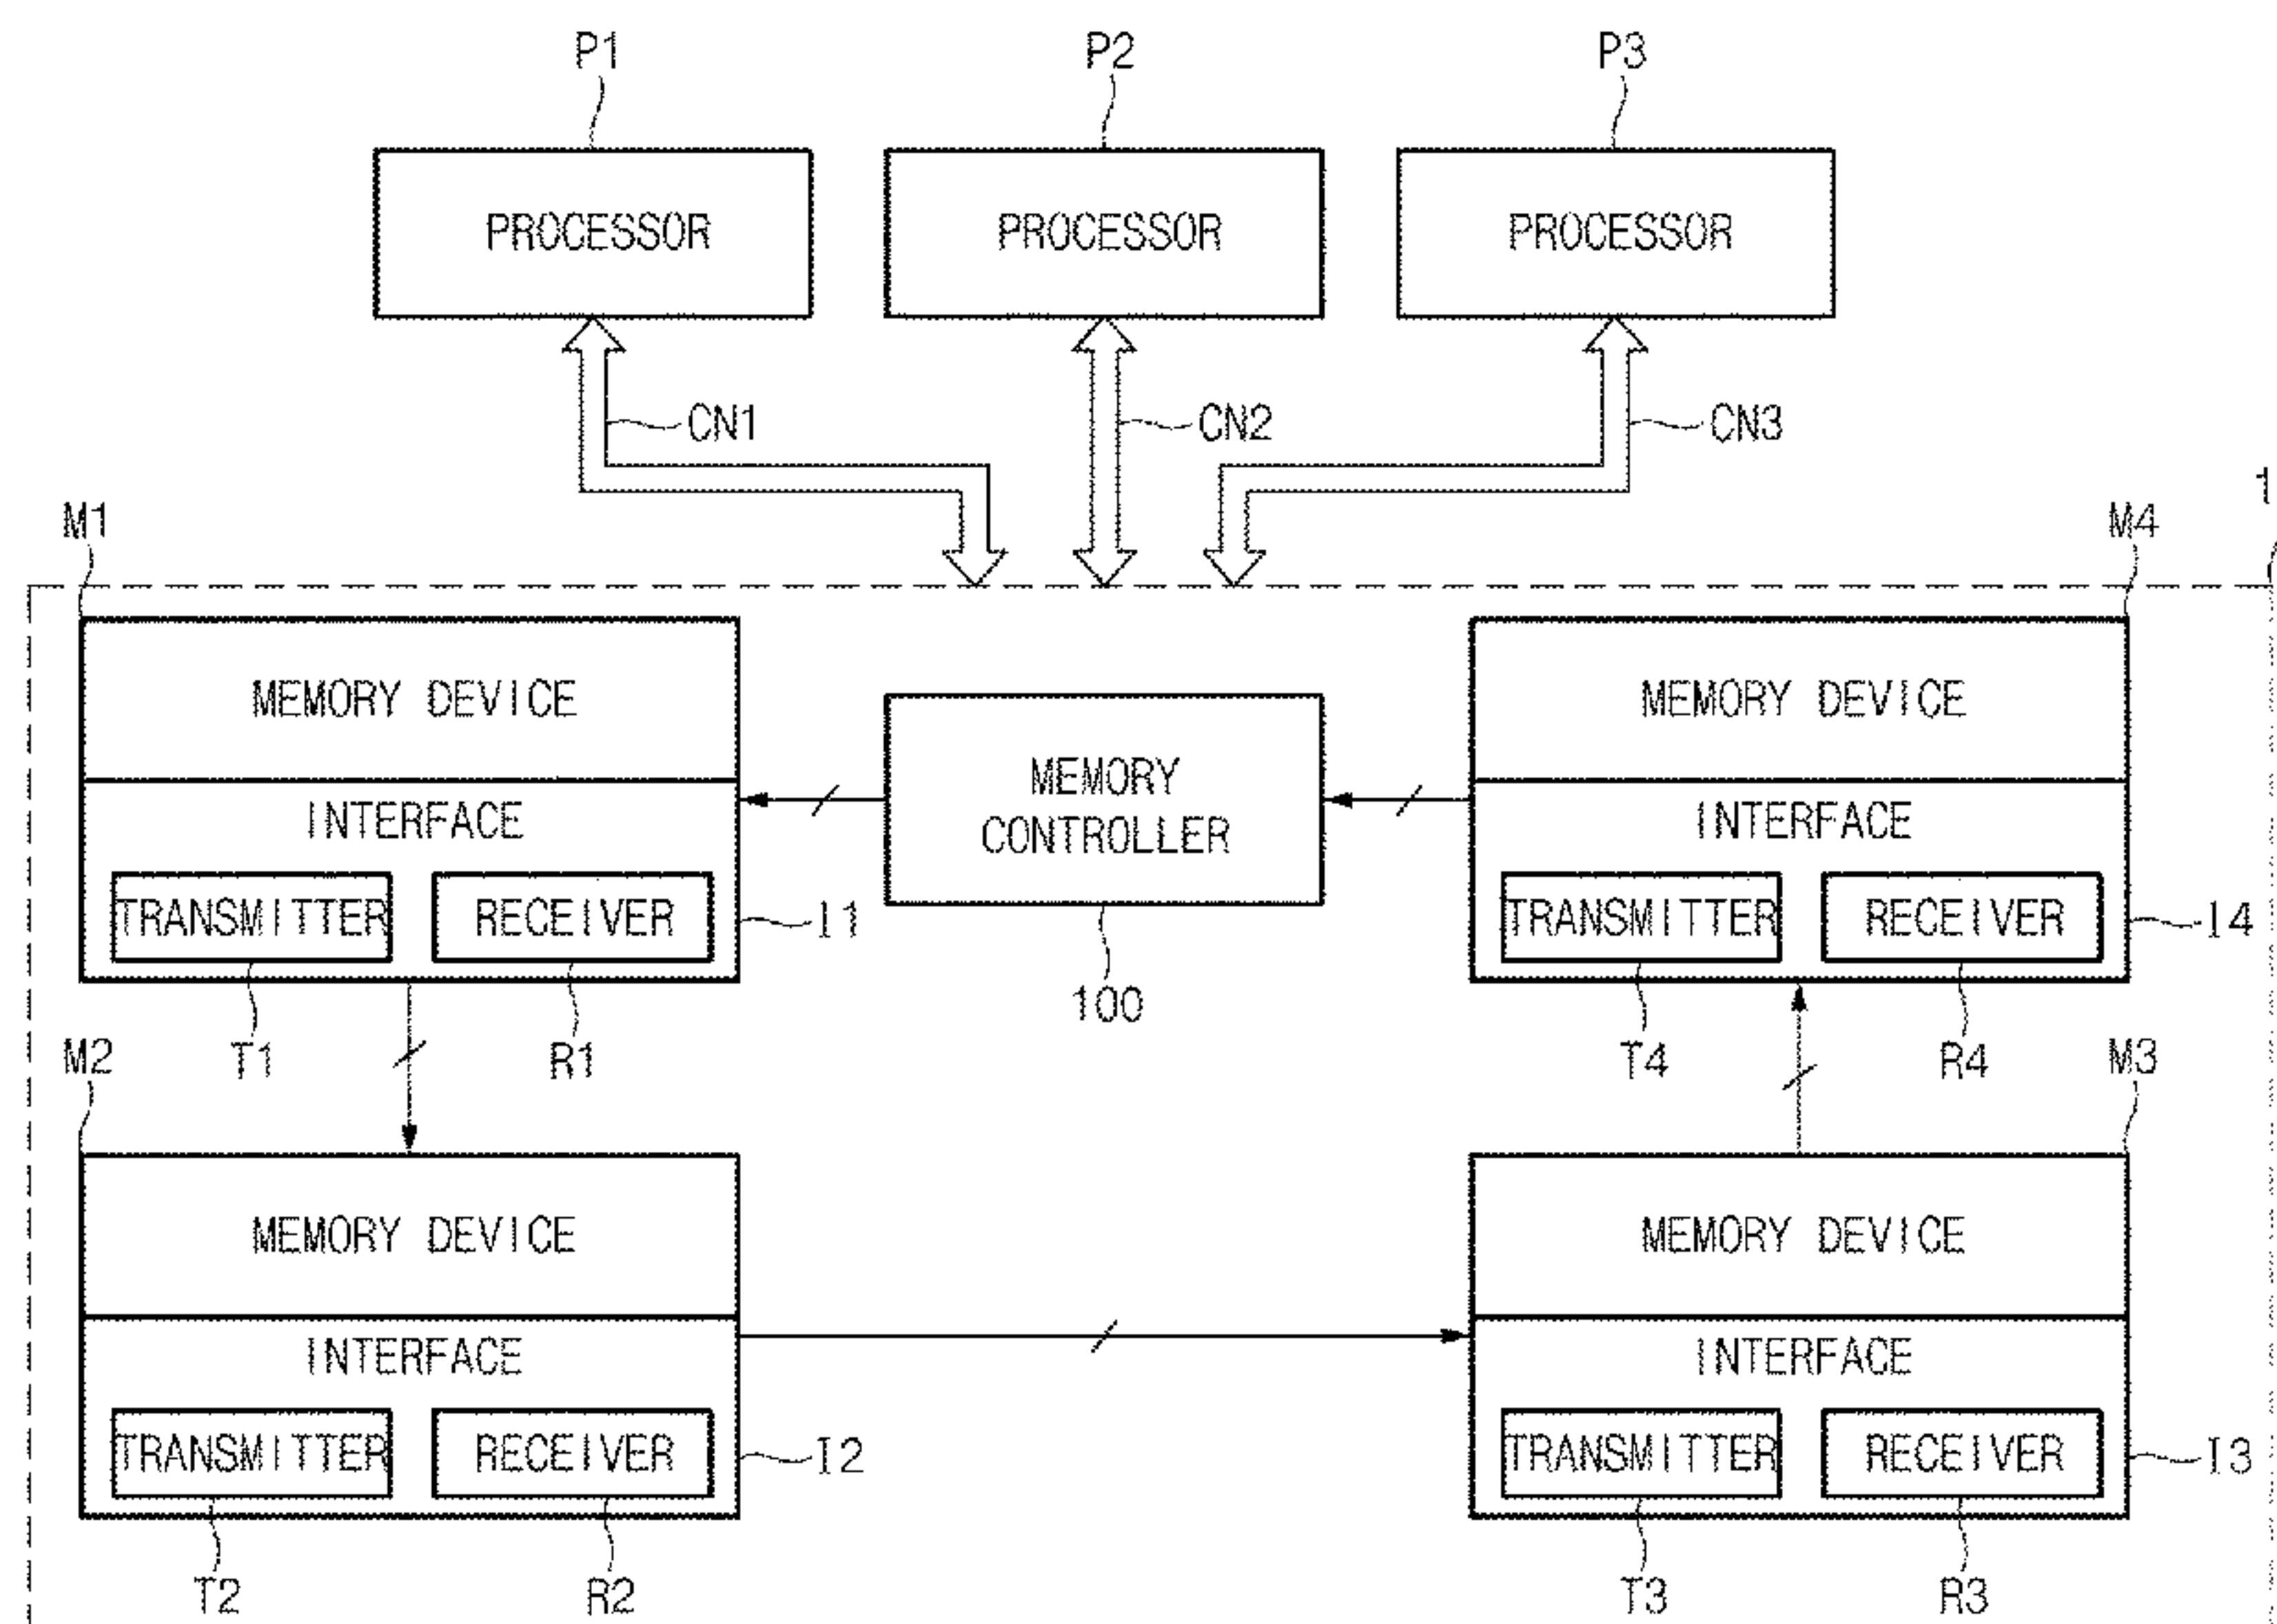 P1 P2 P3
PROCESSOR PROCESSOR PROCESSOR
CN1 CN2 CN3
1
M1 M4
MEMORY DEVICE MEMORY DEVICE
MEMORY
CONTROLLER
INTERFACE INTERFACE
TRANSMITTER RECEIVER I1 TRANSMITTER RECEIVER I4
100
T1 R1 T4 R4
M2 M3
MEMORY DEVICE MEMORY DEVICE
INTERFACE INTERFACE
TRANSMITTER RECEIVER I2 TRANSMITTER RECEIVER I3
T2 R2 T3 R3